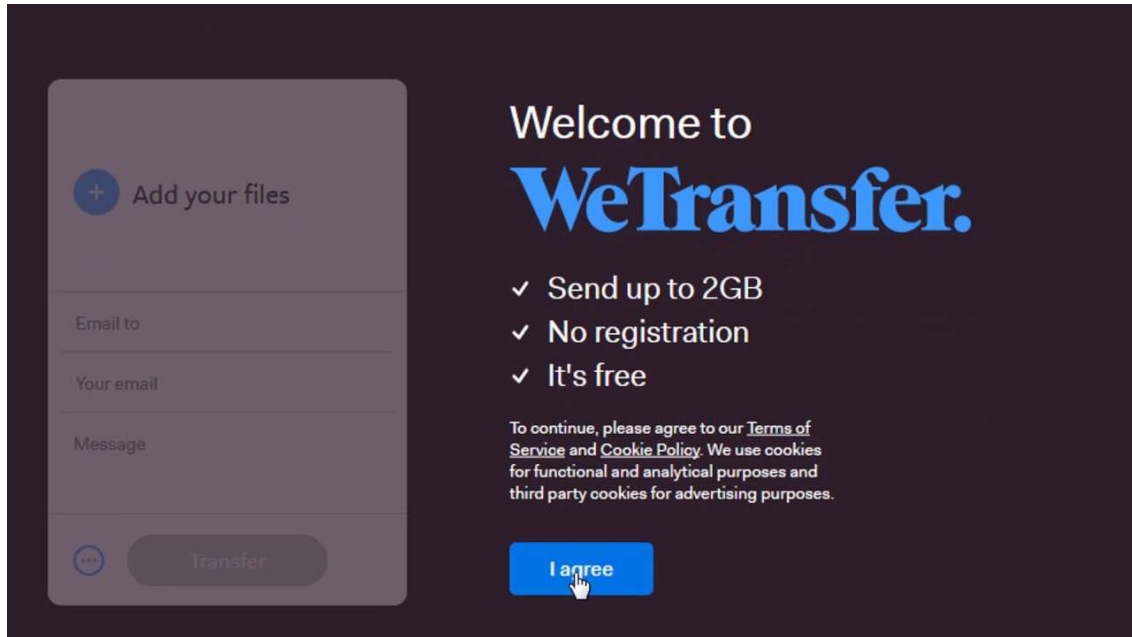 Add your files
Email to
Your email
Message
Transfer
Welcome to
WeTransfer.
Send up to 2GB
No registration
It's free
To continue, please agree to our Terms of
Service and Cookie Policy. We use cookies
for functional and analytical purposes and
third party cookies for advertising purposes.
I agree